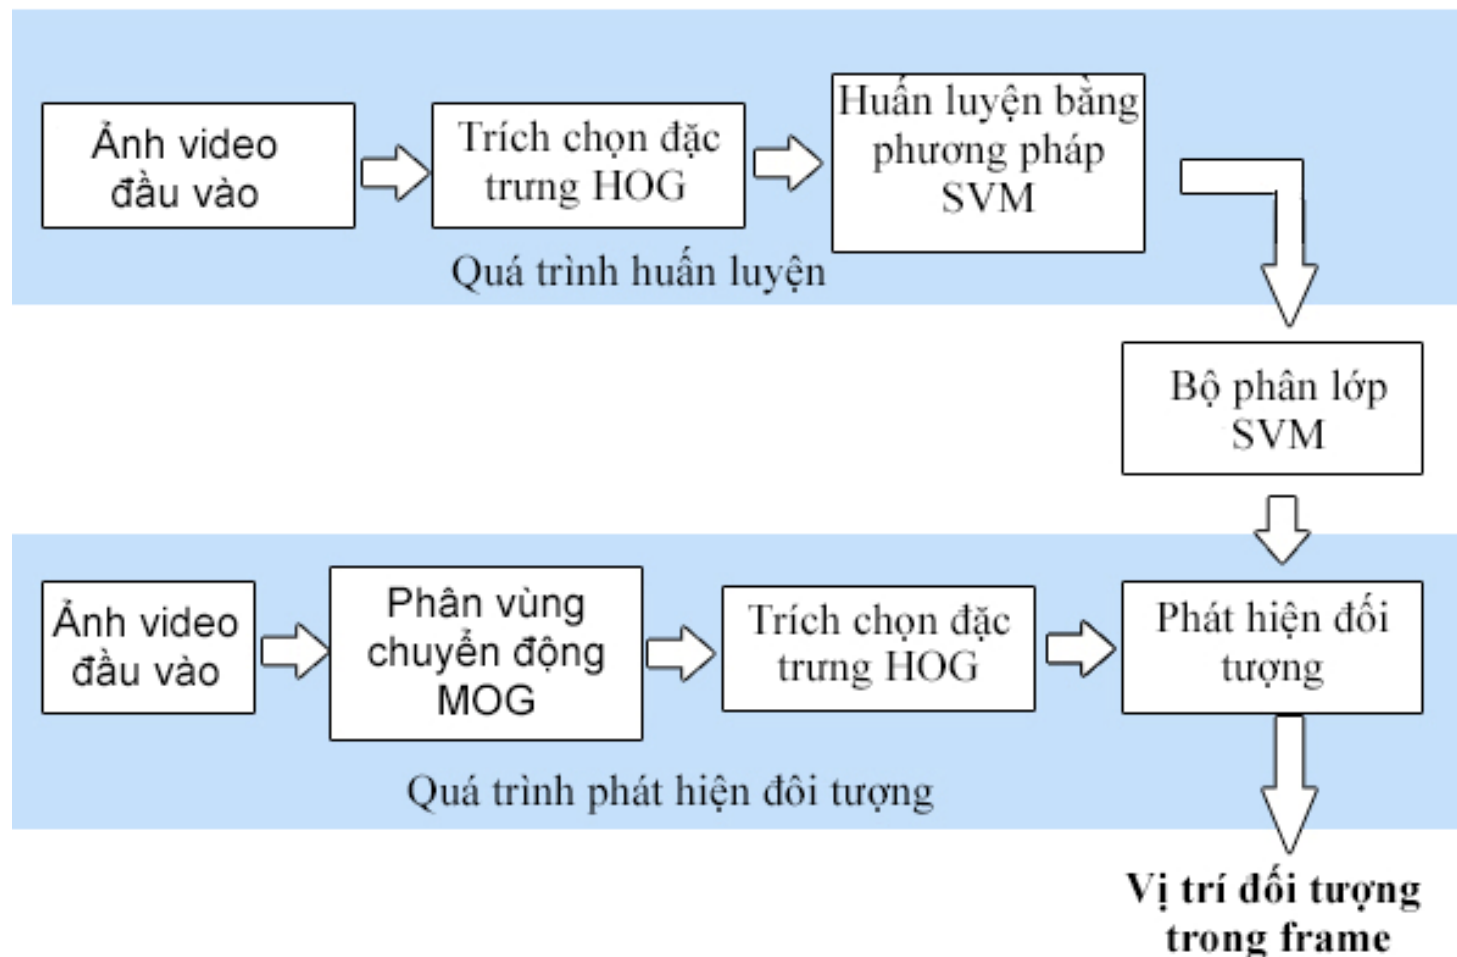 Ảnh video
đầu vào
Trích chọn đặc
trưng HOG
Huấn luyện bằng
phương pháp
SVM
Quá trình huấn luyện
Bộ phân lớp
SVM
Ảnh video
đầu vào
Phân vùng
chuyển động
MOG
Trích chọn đặc
trưng HOG
Phát hiện đối
tượng
Quá trình phát hiện đôi tượng
Vị trí đối tượng
trong frame